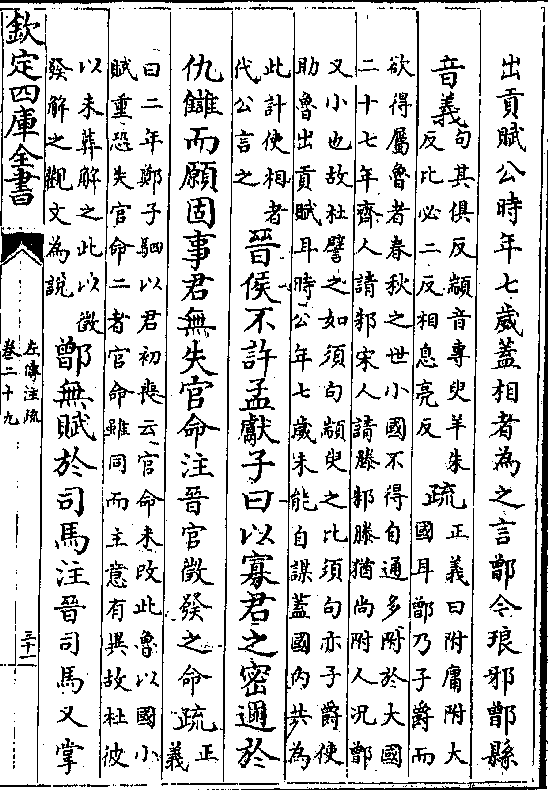 出貢賦公時年七歲蓋相者為之言鄫今琅邪鄫縣
音義
句其俱反顓音專臾羊朱
反比必二反相息亮反
疏
正義曰附庸附大
國耳鄫乃子爵而
欲得屬魯者春秋之世小國不得自通多附於大國
二十七年齊人請邾宋人請滕邾滕猶尚附人況鄫
又小也故杜譬之如須句顓臾之比須句亦子爵使
助魯出貢賦耳時公年七歲未能自謀蓋國內共為
此計使相者
代公言之
晉侯不許孟獻子曰以寡君之密邇於
仇讎而願固事君無失官命注晉官徵發之命疏
正
義
曰二年鄭子駟以君初喪云官命未改此魯以國小
賦重恐失官命二者官命雖同而主意有異故杜彼
以未葬解之此以徵
發解之觀文為說
鄫無賦於司馬注晉司馬又掌
欽定四庫全書
左傳注疏
卷二十九
三十一